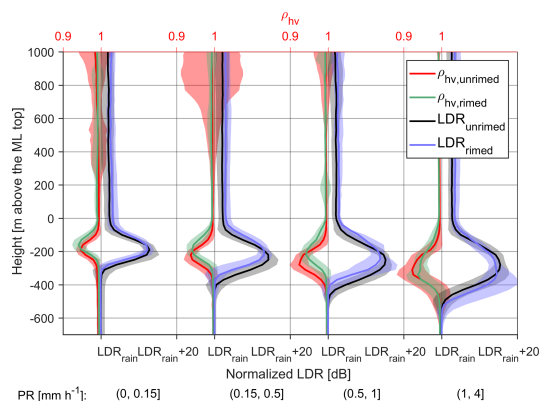 ρhv
0.9 1 0.9 1 0.9 1 0.9 1
1000
800
600
400
200
0
-200
-400
-600
Height [m above the ML top]
ρhv,unrimed
ρhv,rimed
LDRunrimed
LDRrimed
LDRrain LDRrain+20 LDRrain LDRrain+20 LDRrain LDRrain+20 LDRrain LDRrain+20
Normalized LDR [dB]
PR [mm h-1]: (0, 0.15] (0.15, 0.5] (0.5, 1] (1, 4]